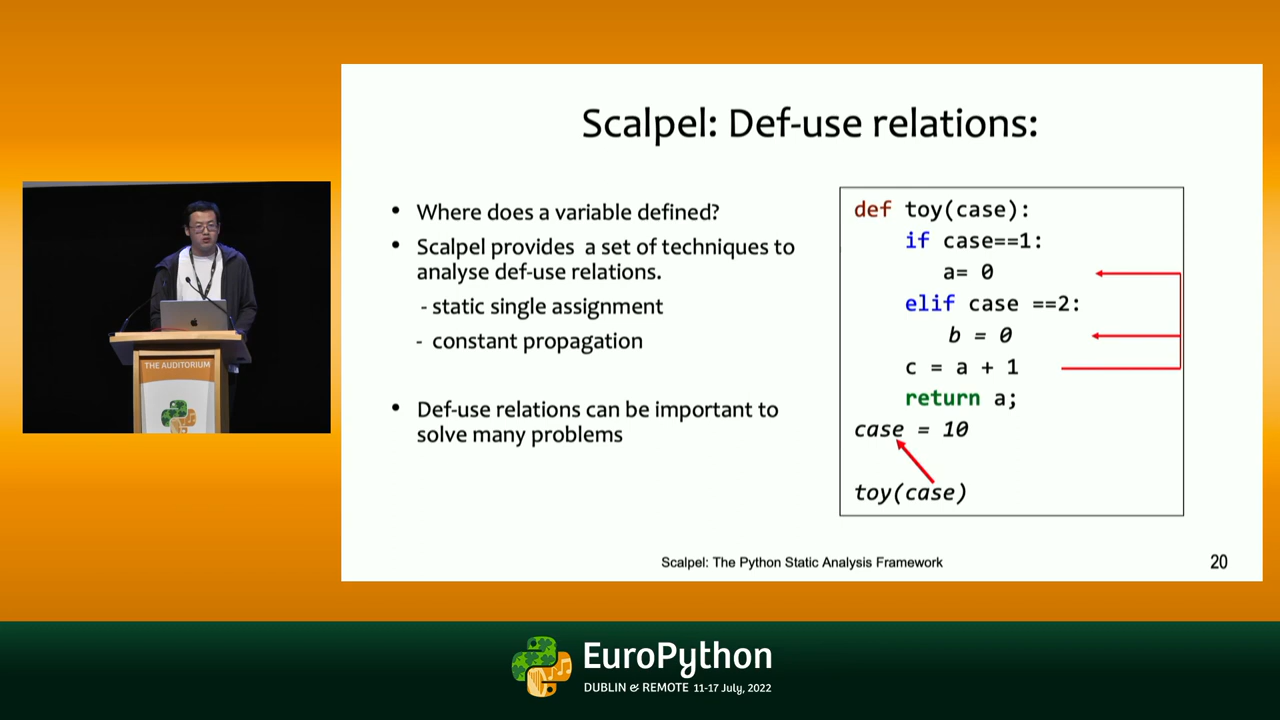 Scalpel: Def-use relations:
• Where does a variable defined?
• Scalpel provides a set of techniques to
analyse def-use relations.
- static single assignment
- constant propagation
• Def-use relations can be important to
solve many problems
def toy(case):
if case==1:
a= 0
elif case ==2:
b = 0
c = a + 1
return a;
case = 10
toy(case)
Scalpel: The Python Static Analysis Framework
20
THE AUDITORIUM
EuroPython
DUBLIN & REMOTE 11-17 July, 2022